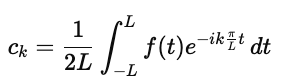 c_k = \frac{1}{2L} \int_{-L}^{L} f(t) e^{-ik\frac{\pi}{L}t} \, dt